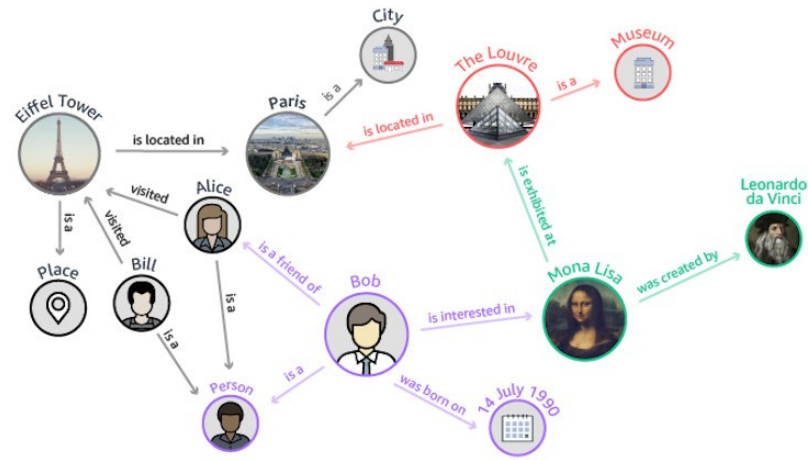 City
The Louvre
Museum
is a
is a
Eiffel Tower
Paris
is located in
is located in
visited
Alice
is exhibited at
Leonardo
da Vinci
is a
visited
is a friend of
Place
Bill
Bob
Mona Lisa
was created by
is a
is a
is interested in
Person
is a
was born on
14 July 1990